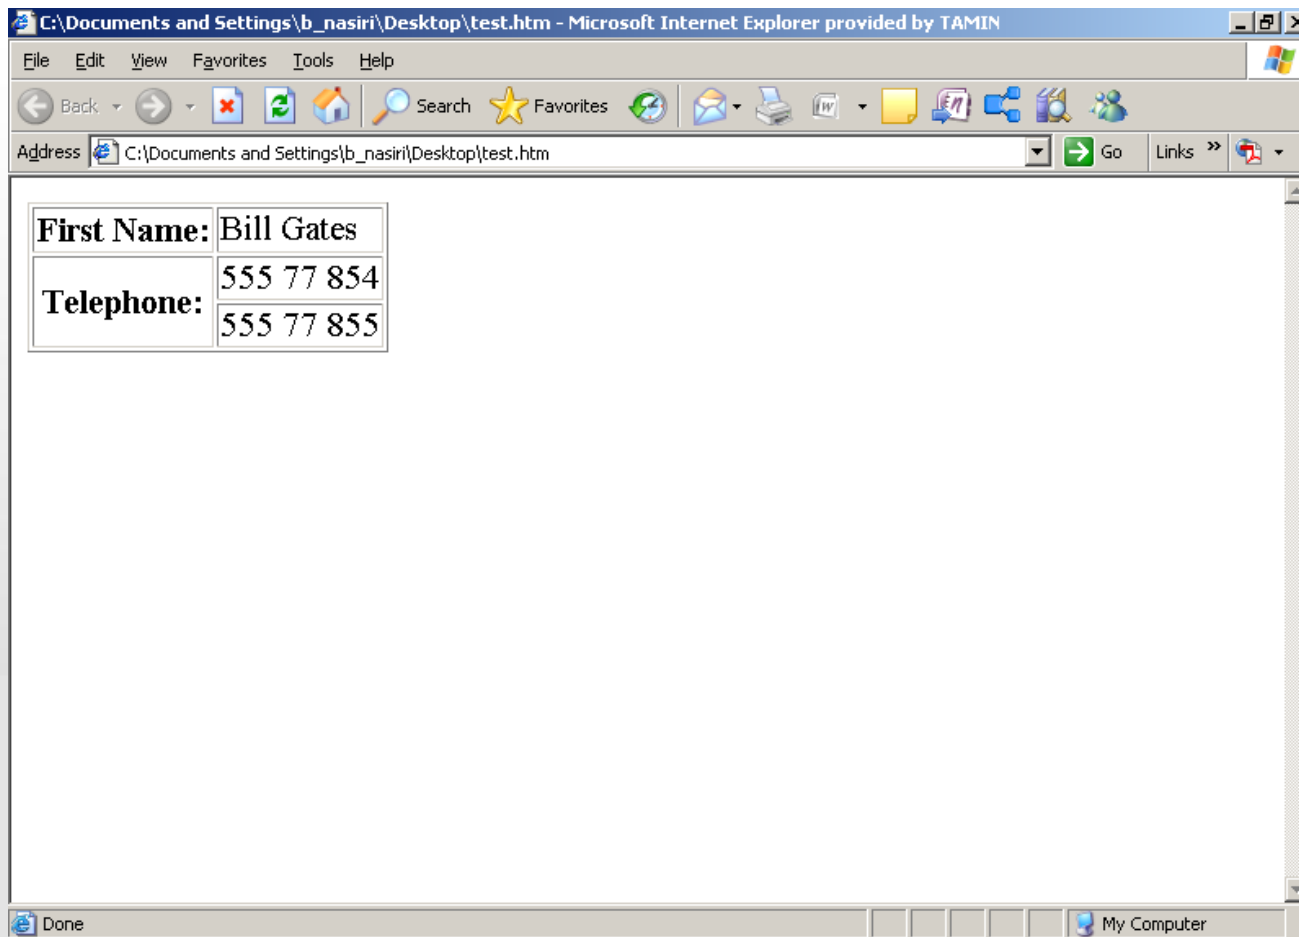 C:\Documents and Settings\b_nasiri\Desktop\test.htm - Microsoft Internet Explorer provided by TAMIN
File Edit View Favorites Tools Help
Back Search Favorites
Address C:\Documents and Settings\b_nasiri\Desktop\test.htm Go Links »
First Name: Bill Gates
Telephone: 555 77 854
555 77 855
Done My Computer